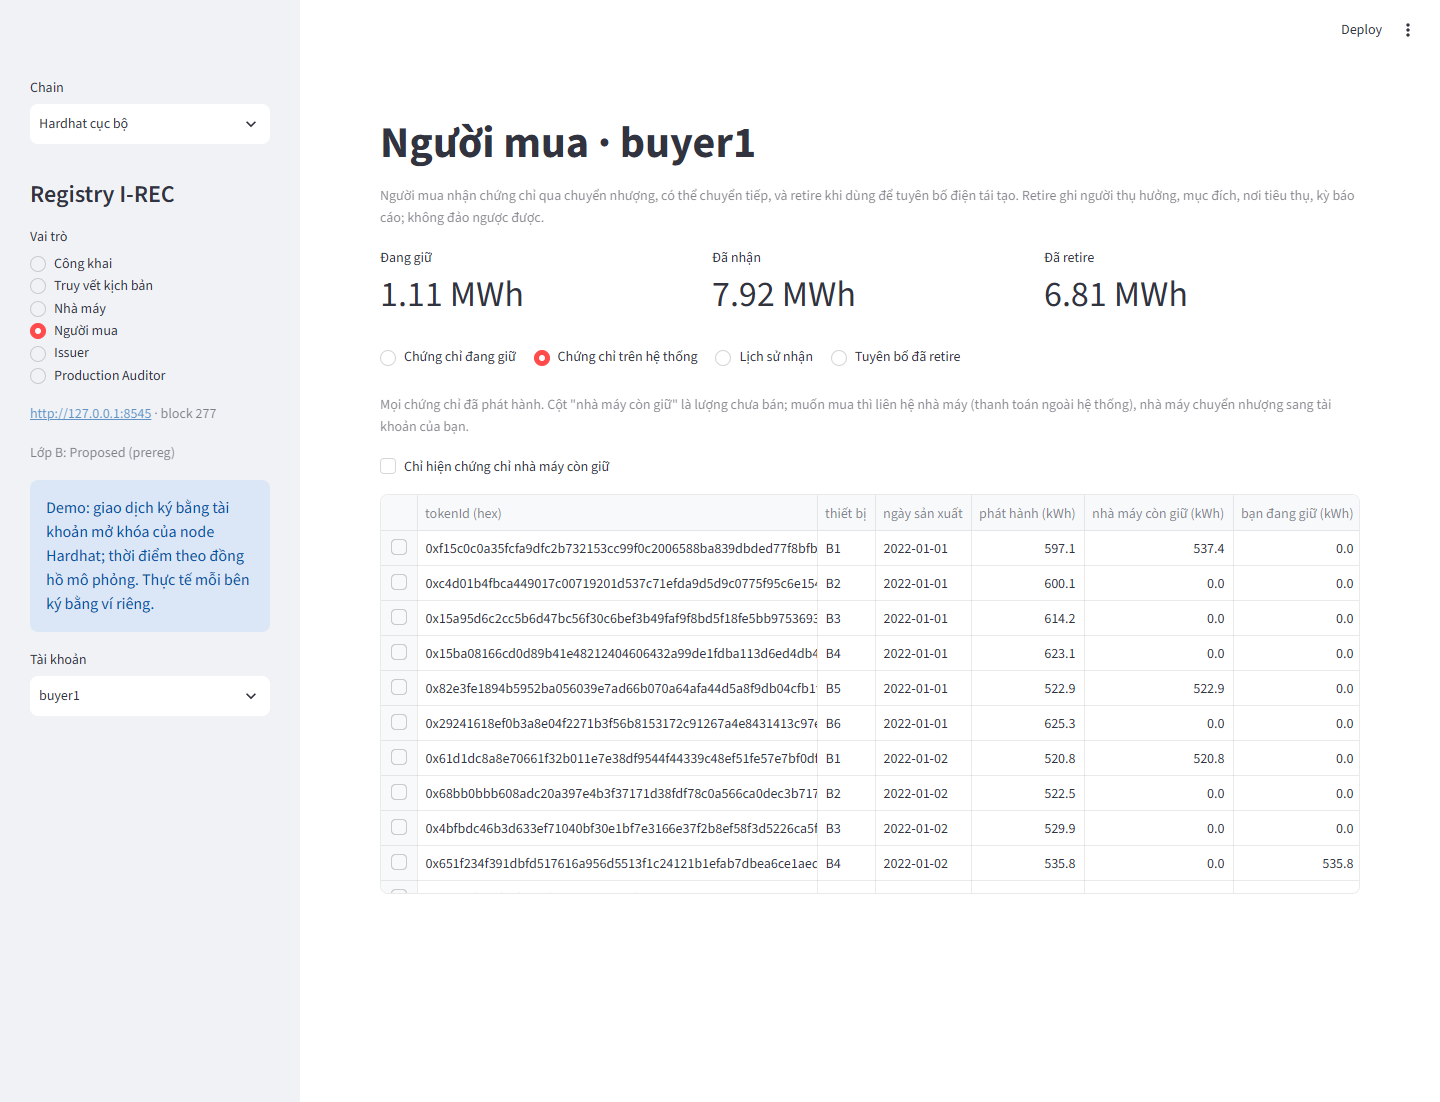 Deploy
Chain
Hardhat cục bộ
Registry I-REC
Vai trò
Công khai
Truy vết kịch bản
Nhà máy
Người mua
Issuer
Production Auditor
http://127.0.0.1:8545 · block 277
Lớp B: Proposed (prereg)
Demo: giao dịch ký bằng tài
khoản mở khóa của node
Hardhat; thời điểm theo đồng
hồ mô phỏng. Thực tế mỗi bên
ký bằng ví riêng.
Tài khoản
buyer1
Người mua · buyer1
Người mua nhận chứng chỉ qua chuyển nhượng, có thể chuyển tiếp, và retire khi dùng để tuyên bố điện tái tạo. Retire ghi người thụ hưởng, mục đích, nơi tiêu thụ, kỳ báo
cáo; không đảo ngược được.
Đang giữ Đã nhận Đã retire
1.11 MWh 7.92 MWh 6.81 MWh
Chứng chỉ đang giữ Chứng chỉ trên hệ thống Lịch sử nhận Tuyên bố đã retire
Mọi chứng chỉ đã phát hành. Cột "nhà máy còn giữ" là lượng chưa bán; muốn mua thì liên hệ nhà máy (thanh toán ngoài hệ thống), nhà máy chuyển nhượng sang tài
khoản của bạn.
Chỉ hiện chứng chỉ nhà máy còn giữ
tokenId (hex) thiết bị ngày sản xuất phát hành (kWh) nhà máy còn giữ (kWh) bạn đang giữ (kWh)
0xf15c0c0a35fcfa9dfc2b732153cc99f0c2006588ba839dbded77f8bfb B1 2022-01-01 597.1 537.4 0.0
0xc4d01b4fbca449017c00719201d537c71efda9d5d9c0775f95c6e154 B2 2022-01-01 600.1 0.0 0.0
0x15a95d6c2cc5b6d47bc56f30c6bef3b49faf9f8bd5f18fe5bb9753693 B3 2022-01-01 614.2 0.0 0.0
0x15ba08166cd0d89b41e48212404606432a99de1fdba113d6ed4db4 B4 2022-01-01 623.1 0.0 0.0
0x82e3fe1894b5952ba056039e7ad66b070a64afa44d5a8f9db04cfb1 B5 2022-01-01 522.9 522.9 0.0
0x29241618ef0b3a8e04f2271b3f56b8153172c91267a4e8431413c97e B6 2022-01-01 625.3 0.0 0.0
0x61d1dc8a8e70661f32b011e7e38df9544f44339c48ef51fe57e7bf0df B1 2022-01-02 520.8 520.8 0.0
0x68bb0bbb608adc20a397e4b3f37171d38fdf78c0a566ca0dec3b717 B2 2022-01-02 522.5 0.0 0.0
0x4bfbdc46b3d633ef71040bf30e1bf7e3166e37f2b8ef58f3d5226ca5f B3 2022-01-02 529.9 0.0 0.0
0x651f234f391dbfd517616a956d5513f1c24121b1efab7dbea6ce1aec B4 2022-01-02 535.8 0.0 535.8